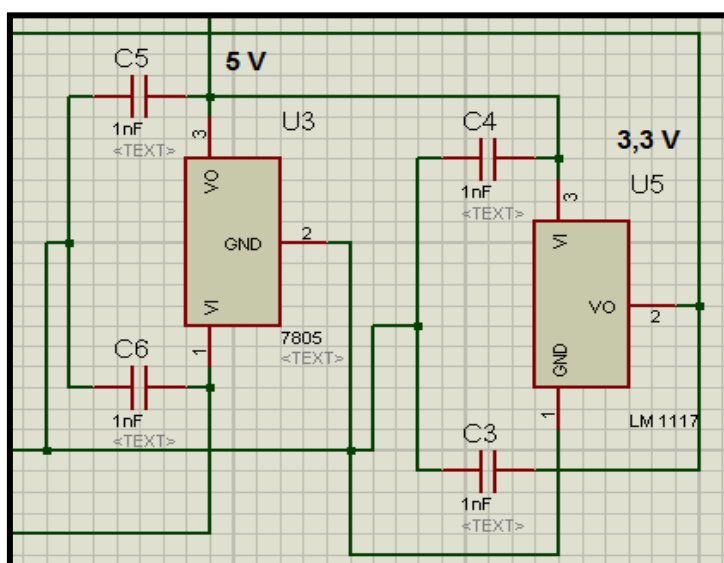 C5
5 V
1nF
<TEXT>
3
U3
VO
GND
2
VI
1
7805
<TEXT>
C6
1nF
<TEXT>
C4
1nF
<TEXT>
3,3 V
U5
3
VI
VO
2
GND
1
LM 1117
C3
1nF
<TEXT>